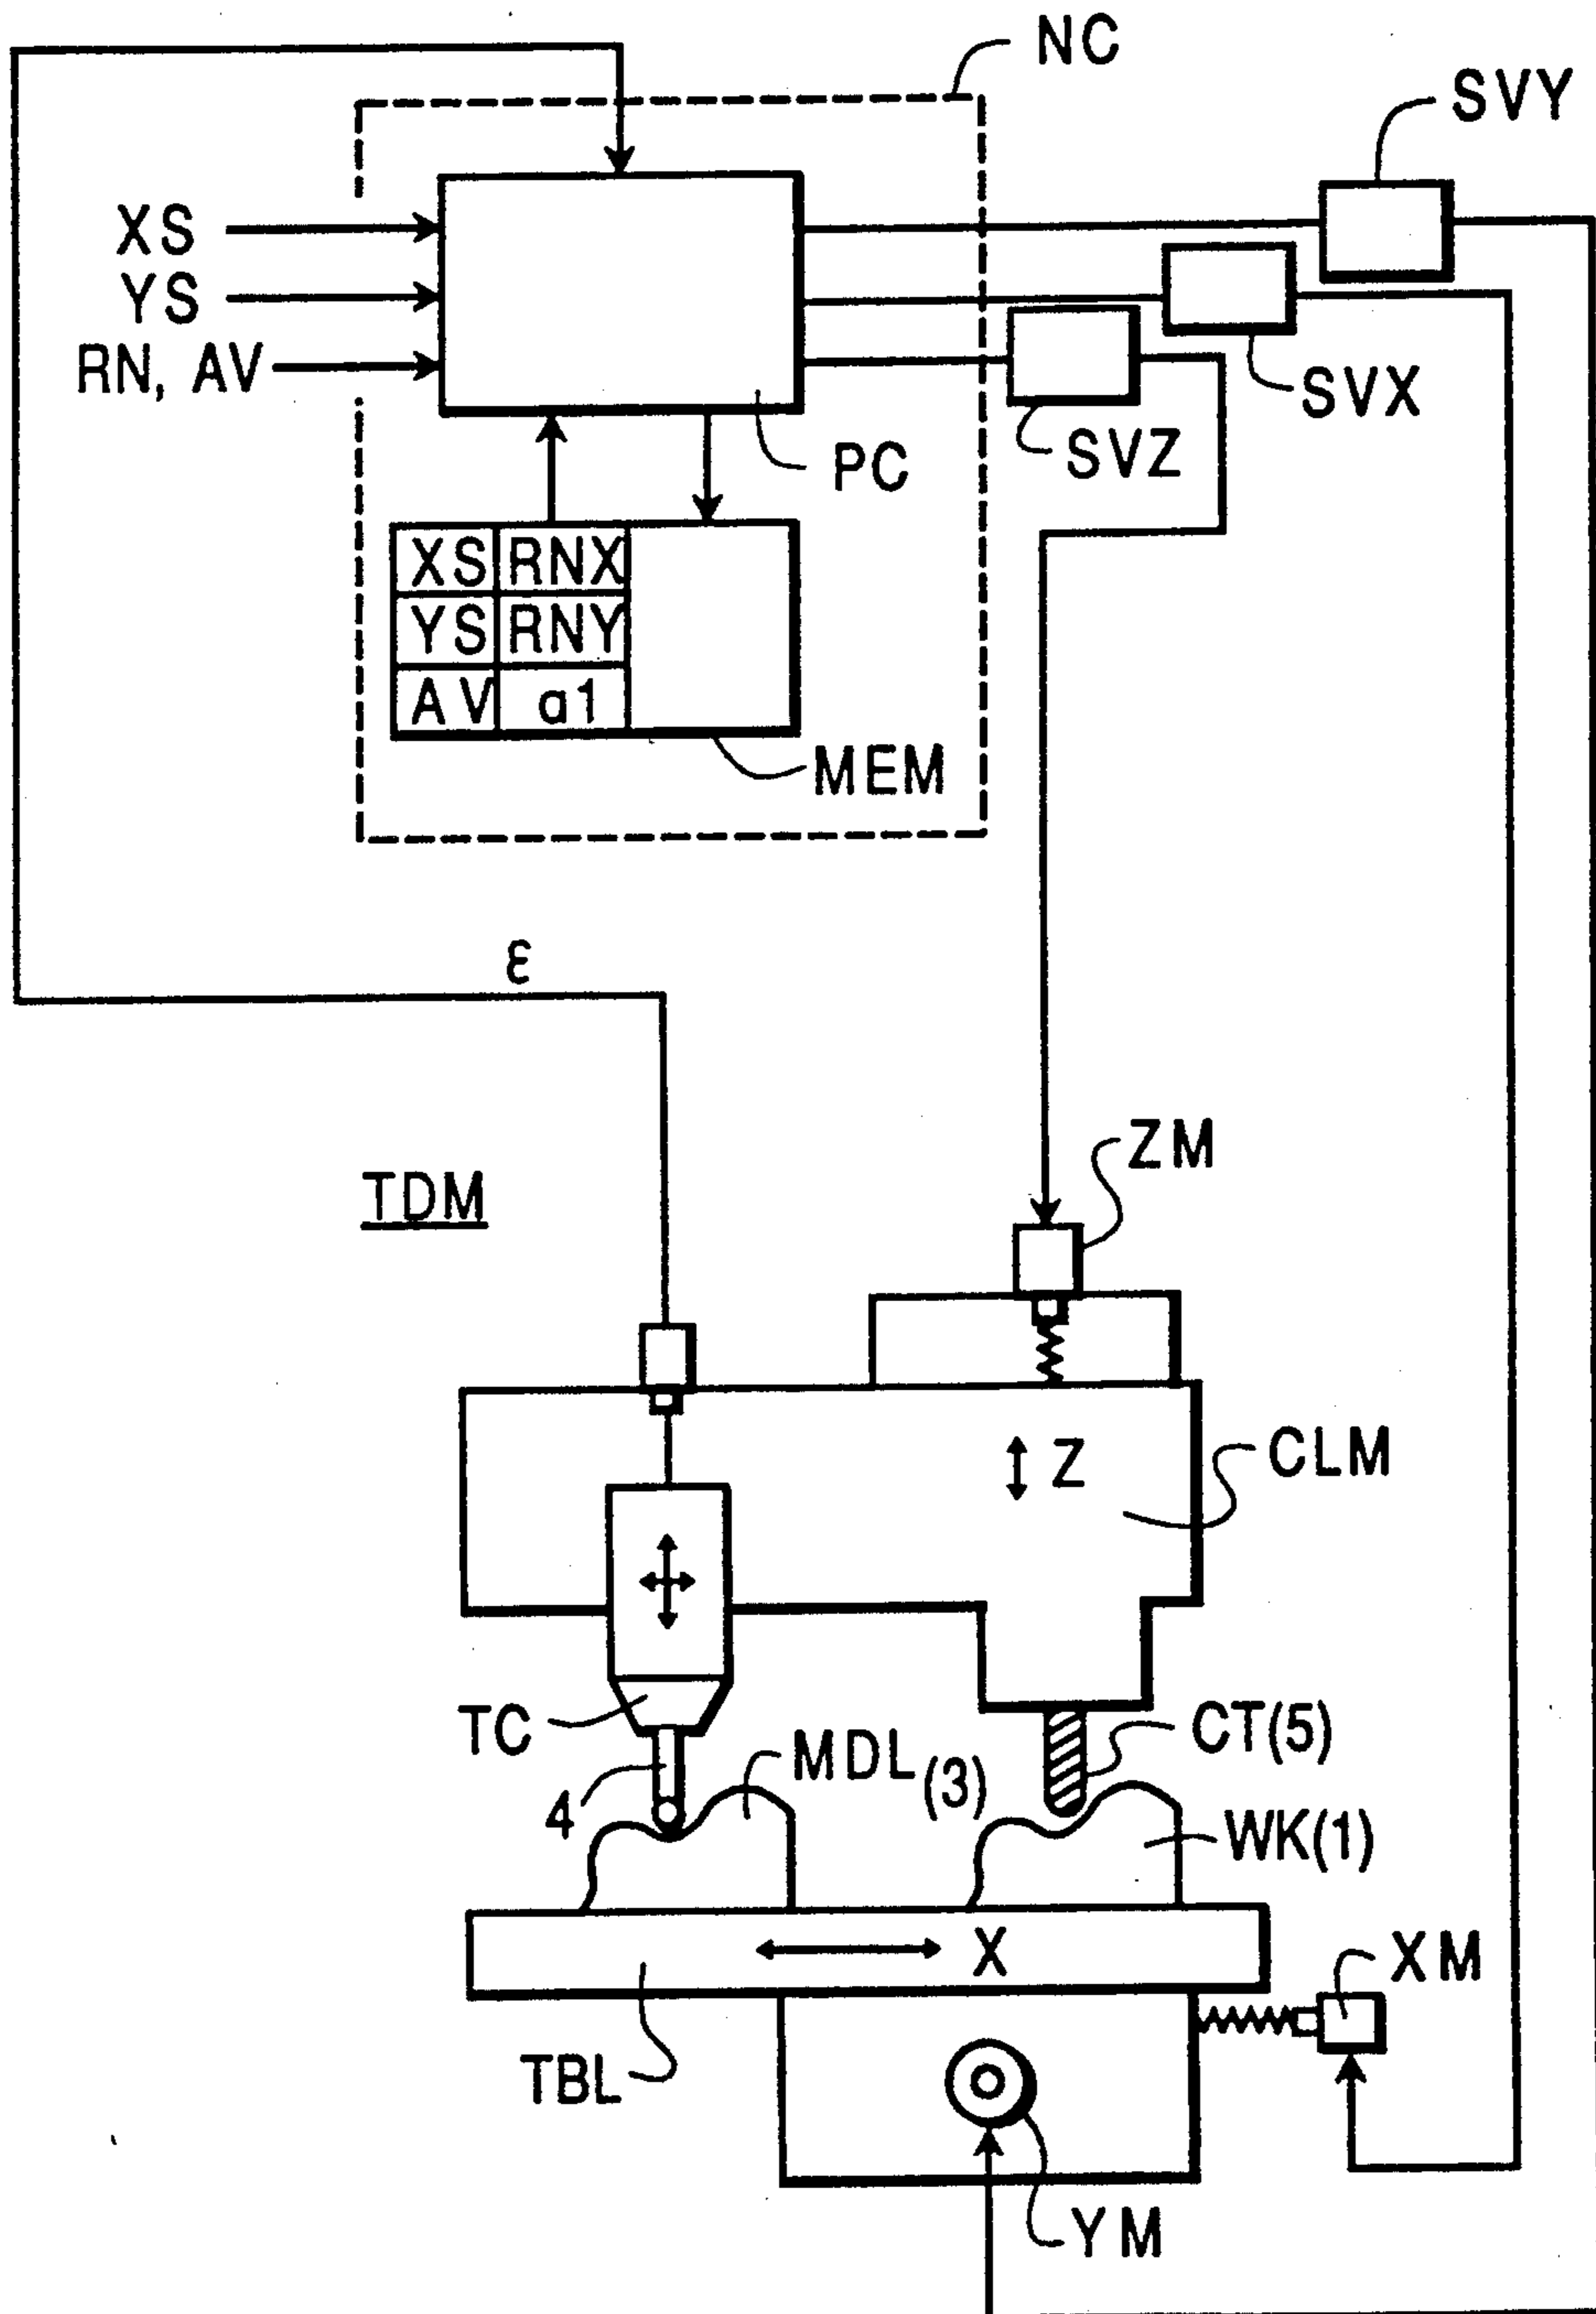 NC
SVY
XS
YS
RN, AV
SVX
SVZ
PC
XS RNX
YS RNY
AV a1
MEM
ε
ZM
TDM
Z
CLM
TC
MDL(3)
CT(5)
4
WK(1)
X
XM
TBL
YM